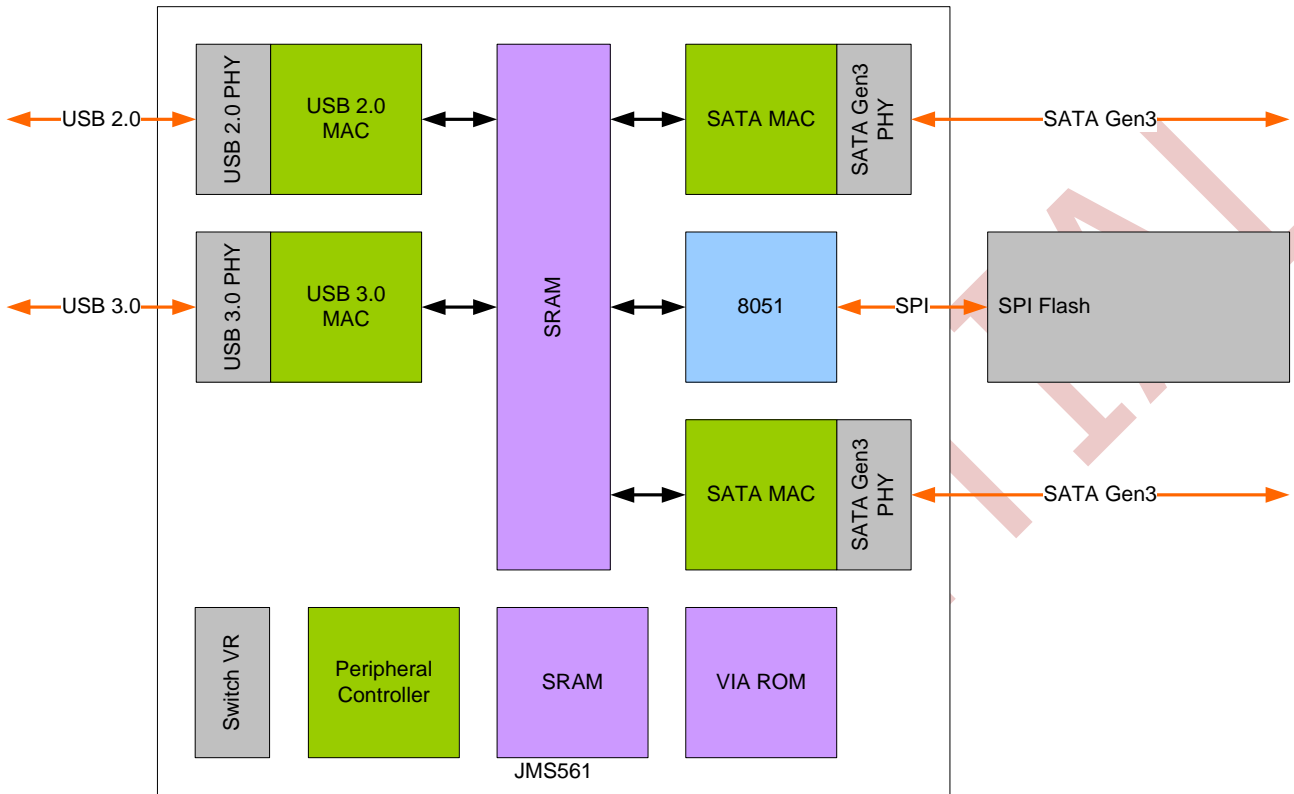 USB 2.0
USB 2.0 PHY
USB 2.0
MAC
SATA MAC
SATA Gen3
PHY
SATA Gen3
USB 3.0
USB 3.0 PHY
USB 3.0
MAC
SRAM
8051
SPI
SPI Flash
SATA MAC
SATA Gen3
PHY
SATA Gen3
Switch VR
Peripheral
Controller
SRAM
VIA ROM
JMS561